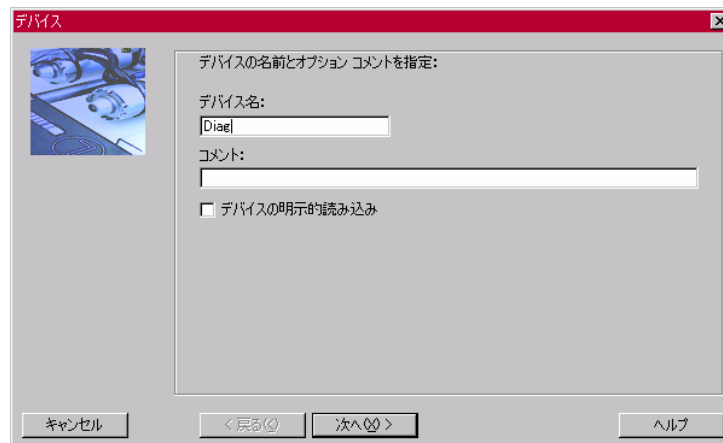 デバイス
デバイスの名前とオプション コメントを指定:
デバイス名:
Diag
コメント:
デバイスの明示的読み込み
キャンセル
< 戻る(<)
次へ(>) >
ヘルプ